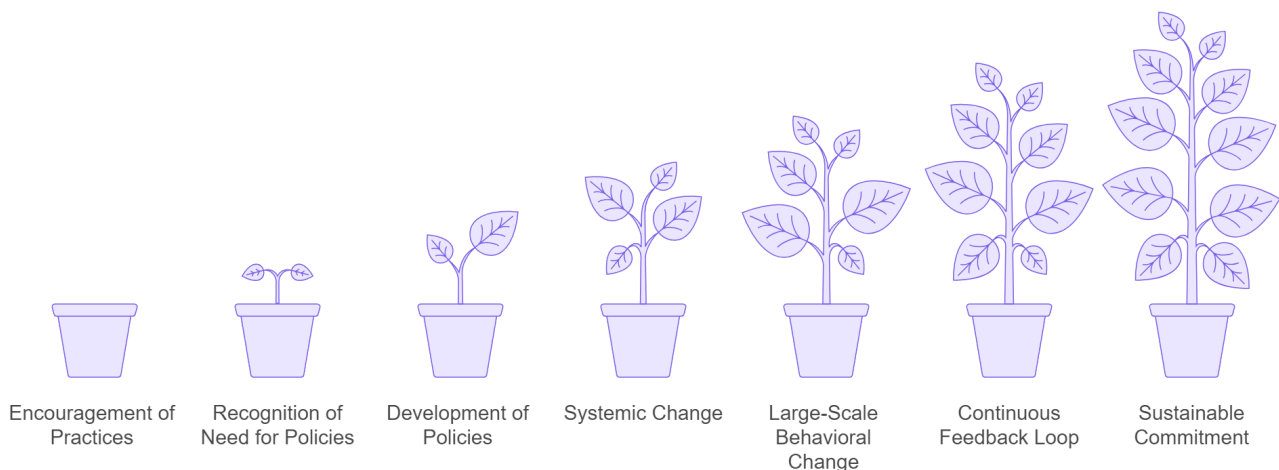 Encouragement of
Practices
Recognition of
Need for Policies
Development of
Policies
Systemic Change
Large-Scale
Behavioral
Change
Continuous
Feedback Loop
Sustainable
Commitment